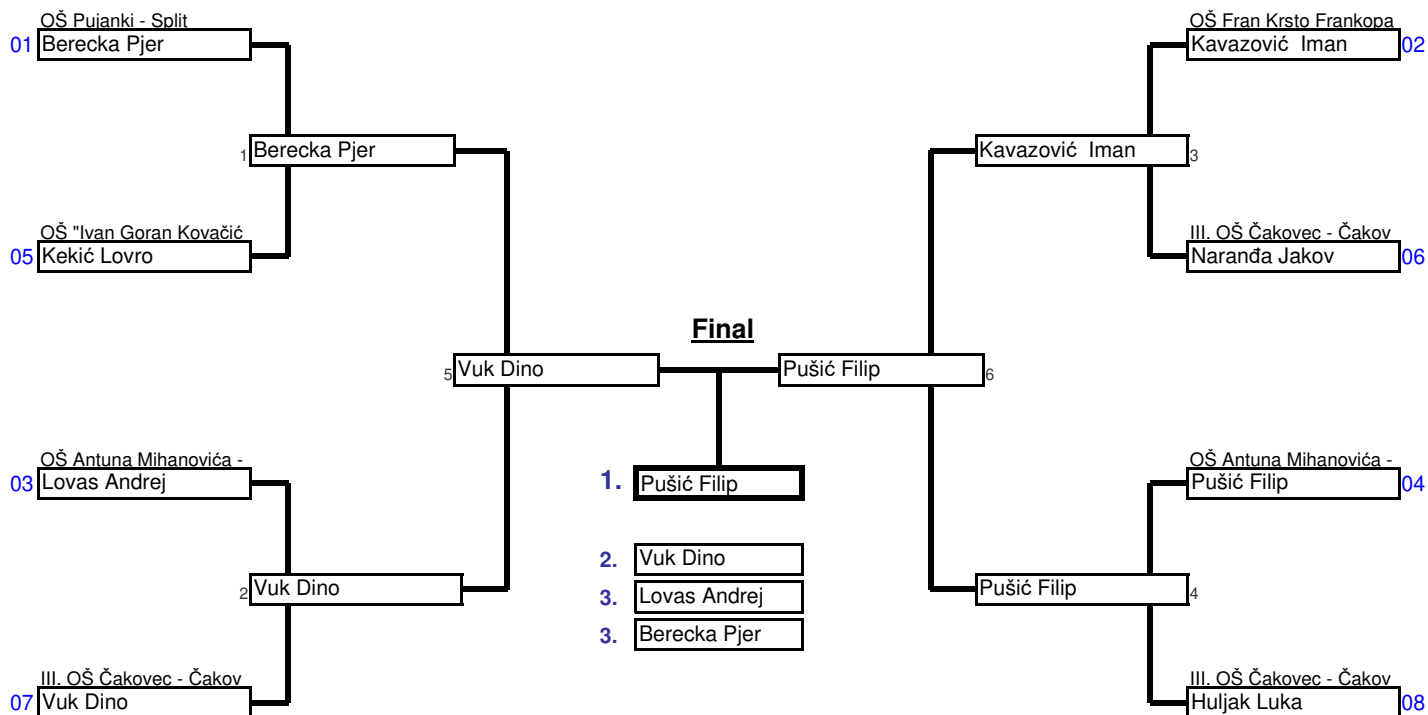 OŠ Pujanki - Split
01 Berecka Pjer
OŠ Fran Krsto Frankopa
Kavazović  Iman 02
1 Berecka Pjer
Kavazović  Iman 3
OŠ "Ivan Goran Kovačić
05 Kekić Lovro
III. OŠ Čakovec - Čakov
Naranđa Jakov 06
Final
5 Vuk Dino
Pušić Filip 6
OŠ Antuna Mihanovića -
03 Lovas Andrej
1. Pušić Filip
OŠ Antuna Mihanovića -
Pušić Filip 04
2. Vuk Dino
3. Lovas Andrej
3. Berecka Pjer
2 Vuk Dino
Pušić Filip 4
III. OŠ Čakovec - Čakov
07 Vuk Dino
III. OŠ Čakovec - Čakov
Huljak Luka 08